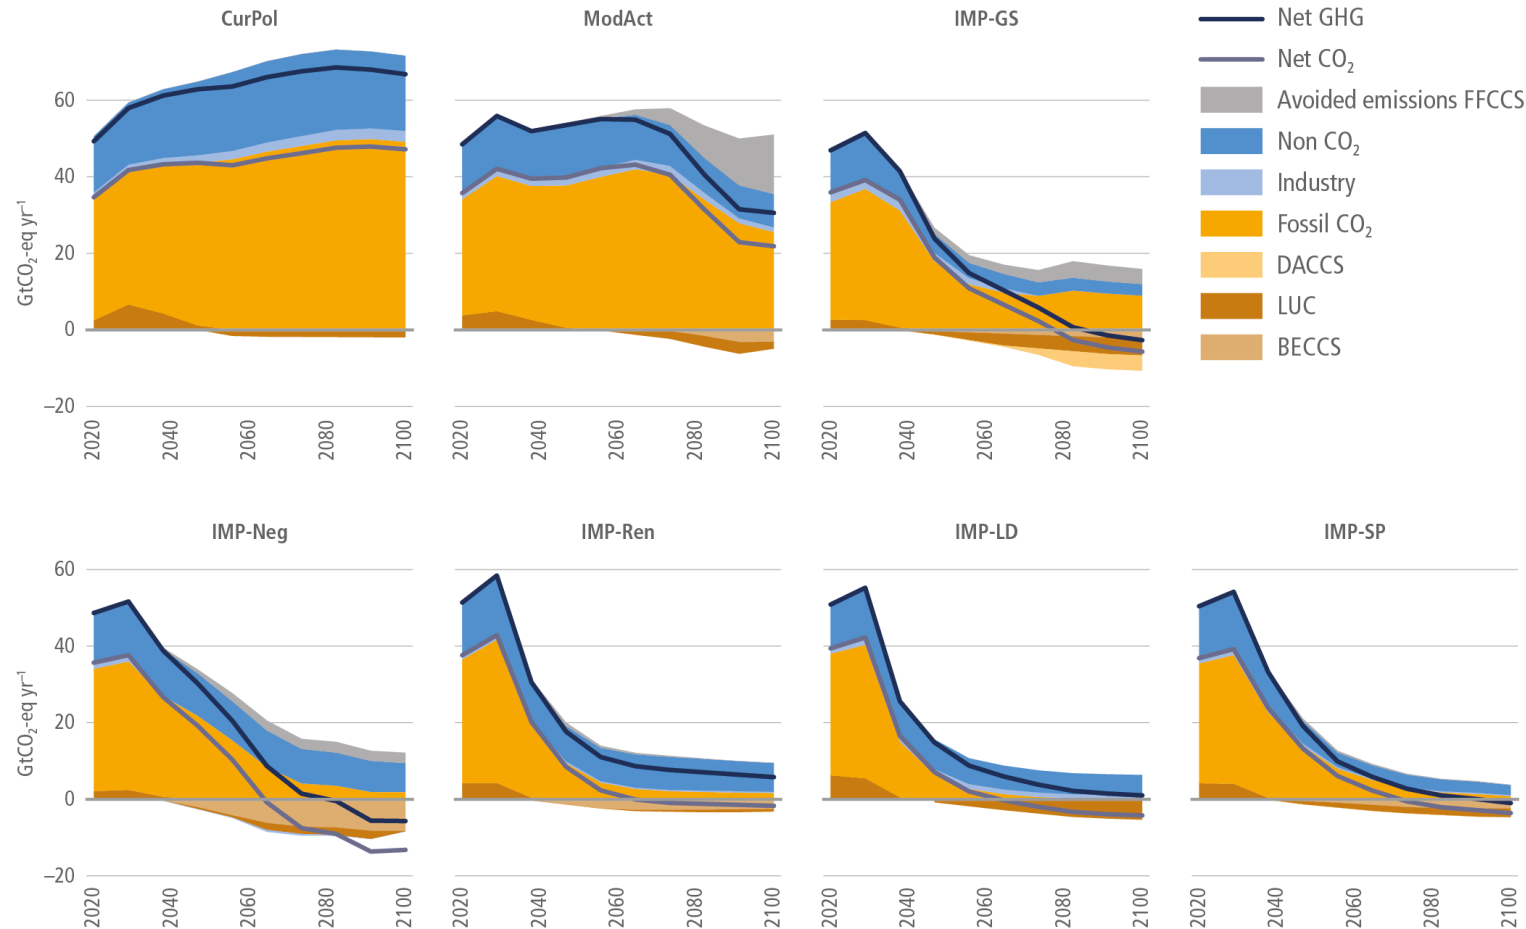 CurPol
ModAct
IMP-GS
Net GHG
Net CO₂
Avoided emissions FFCCS
Non CO₂
Industry
Fossil CO₂
DACCS
LUC
BECCS
GtCO₂-eq yr⁻¹
60
40
20
0
–20
2020
2040
2060
2080
2100
2020
2040
2060
2080
2100
2020
2040
2060
2080
2100
IMP-Neg
IMP-Ren
IMP-LD
IMP-SP
GtCO₂-eq yr⁻¹
60
40
20
0
–20
2020
2040
2060
2080
2100
2020
2040
2060
2080
2100
2020
2040
2060
2080
2100
2020
2040
2060
2080
2100